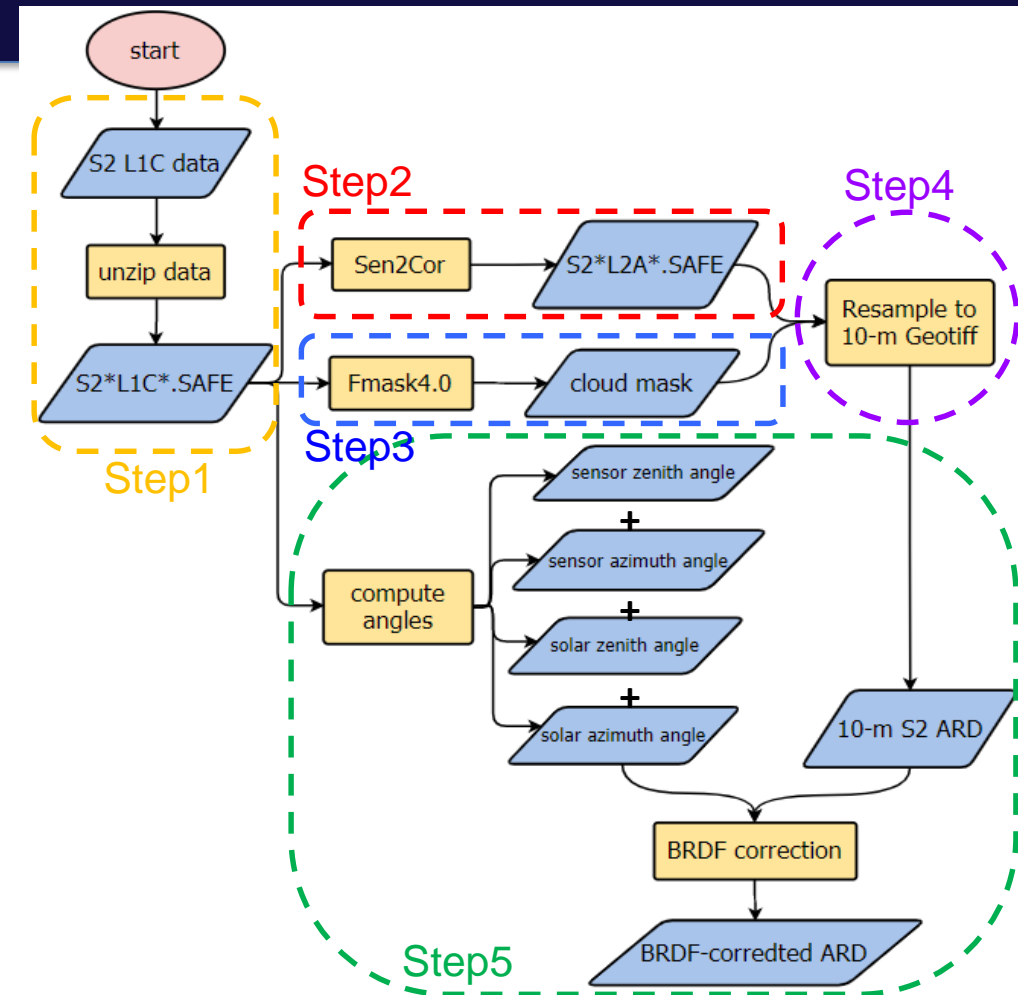 start
S2 L1C data
unzip data
S2*L1C*.SAFE
Step1
Step2
Sen2Cor
S2*L2A*.SAFE
Fmask4.0
cloud mask
Step3
Step4
Resample to
10-m Geotiff
compute
angles
sensor zenith angle
+
sensor azimuth angle
+
solar zenith angle
+
solar azimuth angle
10-m S2 ARD
BRDF correction
BRDF-corredted ARD
Step5